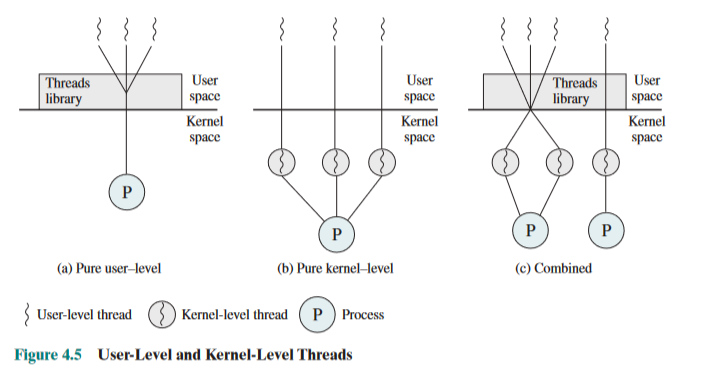 Threads
library
User
space
Kernel
space
P
(a) Pure user–level
User
space
Kernel
space
P
(b) Pure kernel–level
Threads
library
User
space
Kernel
space
P
P
(c) Combined
User-level thread
Kernel-level thread
P
Process
Figure 4.5 User-Level and Kernel-Level Threads